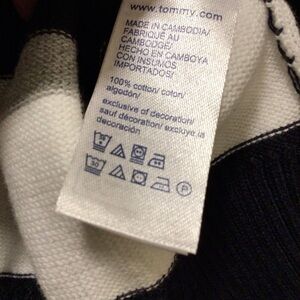 www.tommy.com
MADE IN CAMBODIA/
FABRIQUÉ AU
CAMBODGE/
HECHO EN CAMBOYA
CON INSUMOS
IMPORTADOS/
100% cotton/ coton/
algodón/
exclusive of decoration/
sauf décoration/ excluye la
decoración
30
P